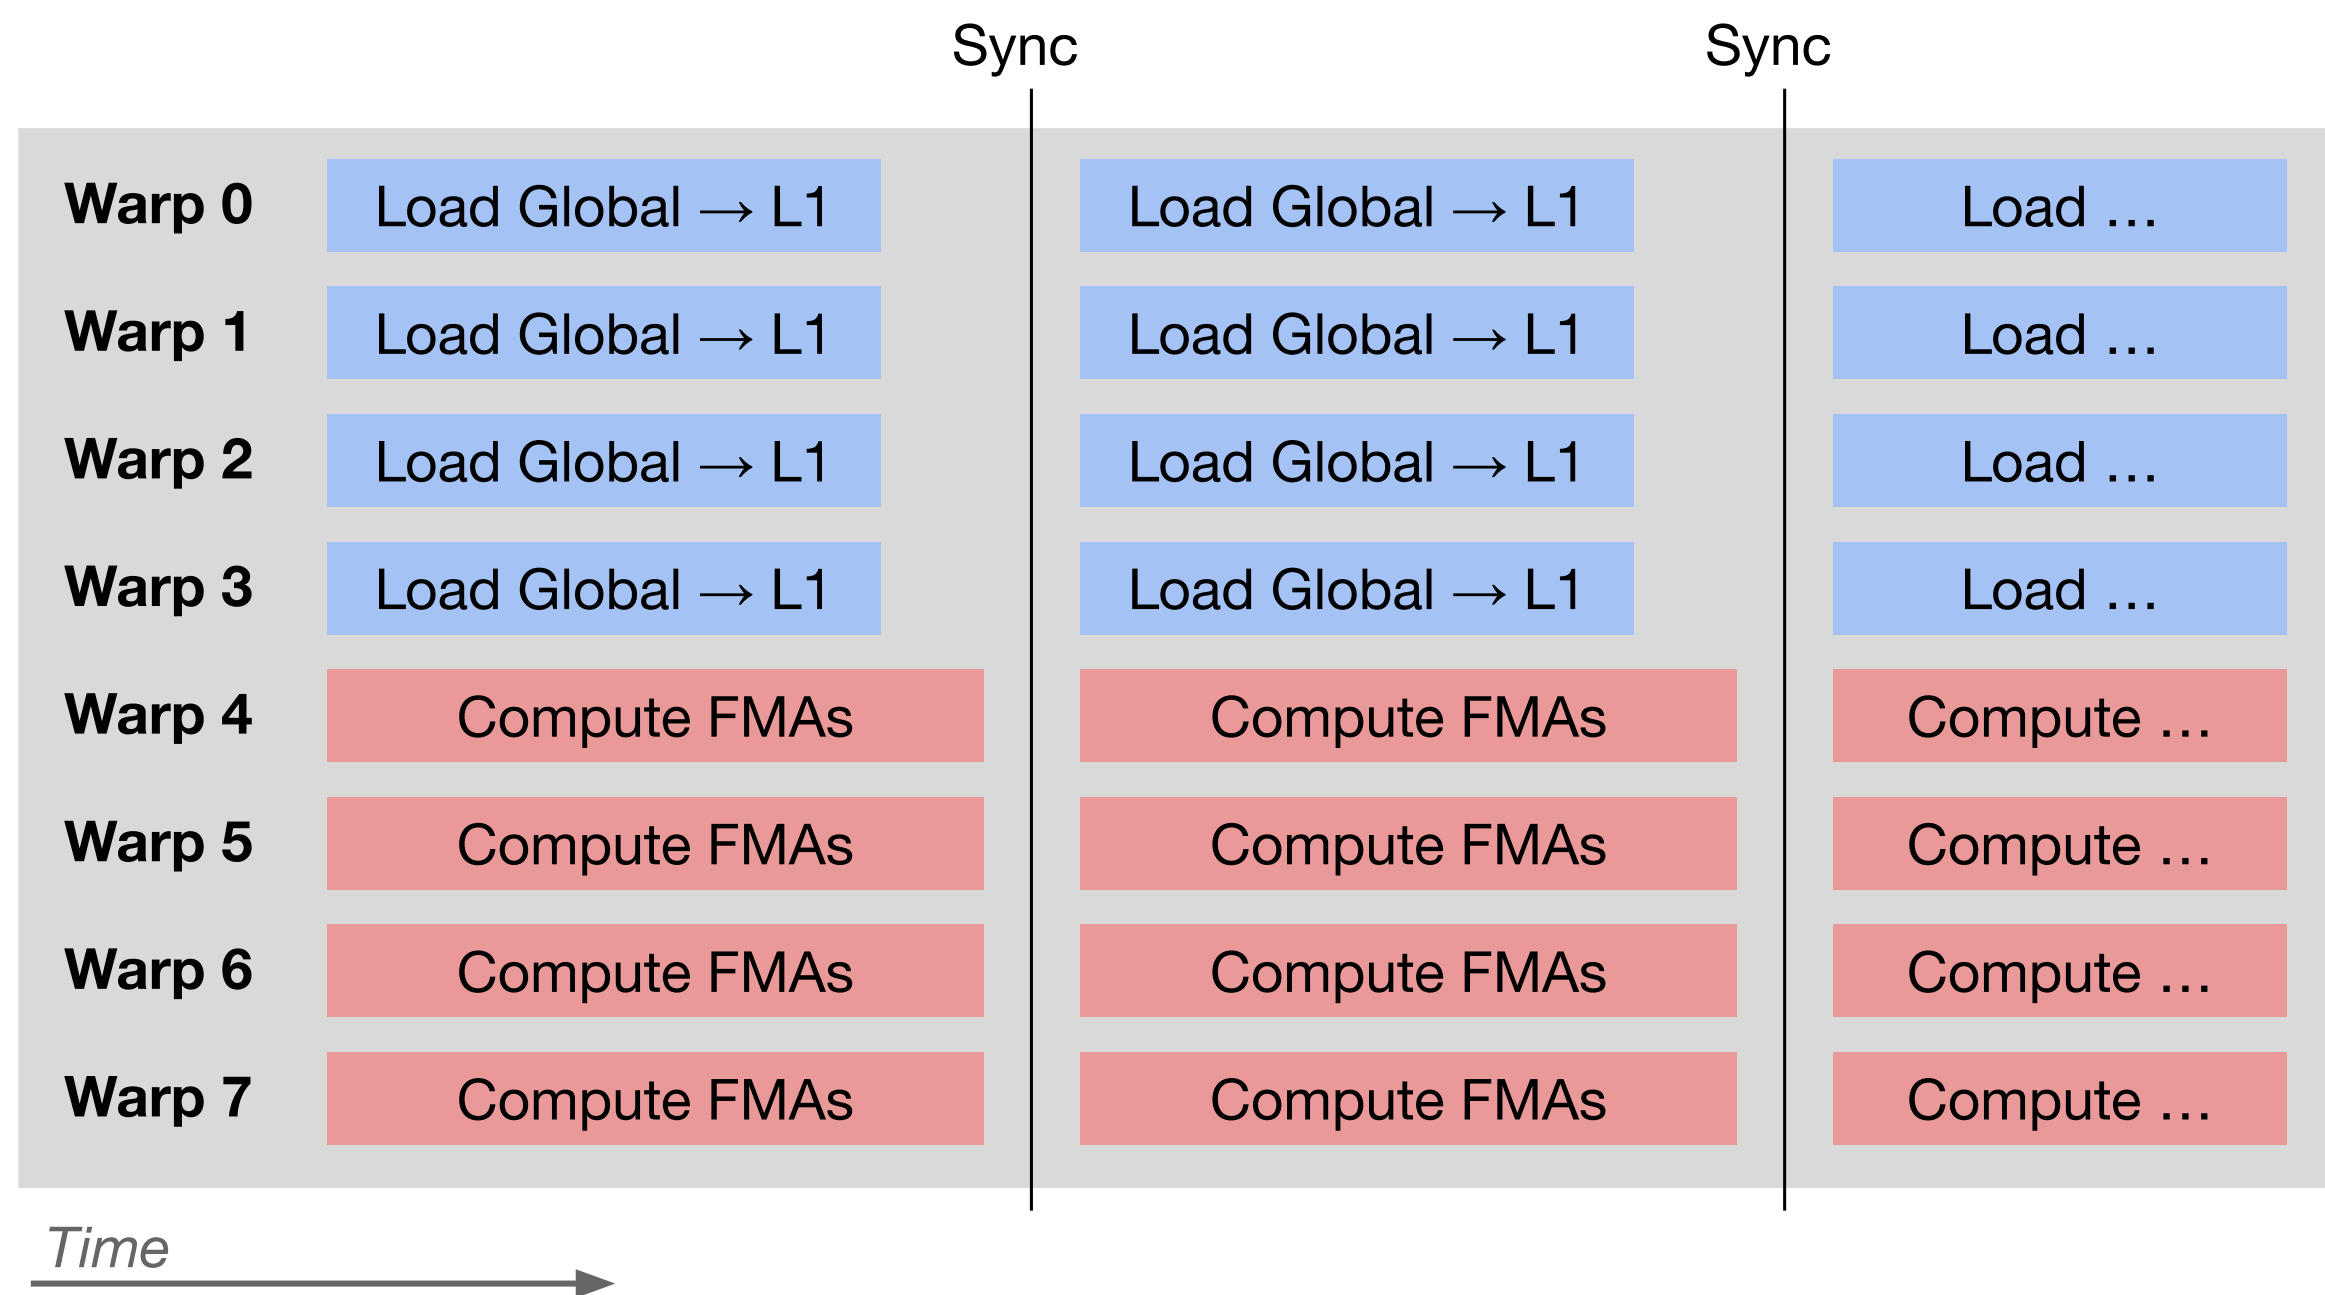 Sync Sync
Warp 0 Load Global → L1 Load Global → L1 Load …
Warp 1 Load Global → L1 Load Global → L1 Load …
Warp 2 Load Global → L1 Load Global → L1 Load …
Warp 3 Load Global → L1 Load Global → L1 Load …
Warp 4 Compute FMAs Compute FMAs Compute …
Warp 5 Compute FMAs Compute FMAs Compute …
Warp 6 Compute FMAs Compute FMAs Compute …
Warp 7 Compute FMAs Compute FMAs Compute …
Time